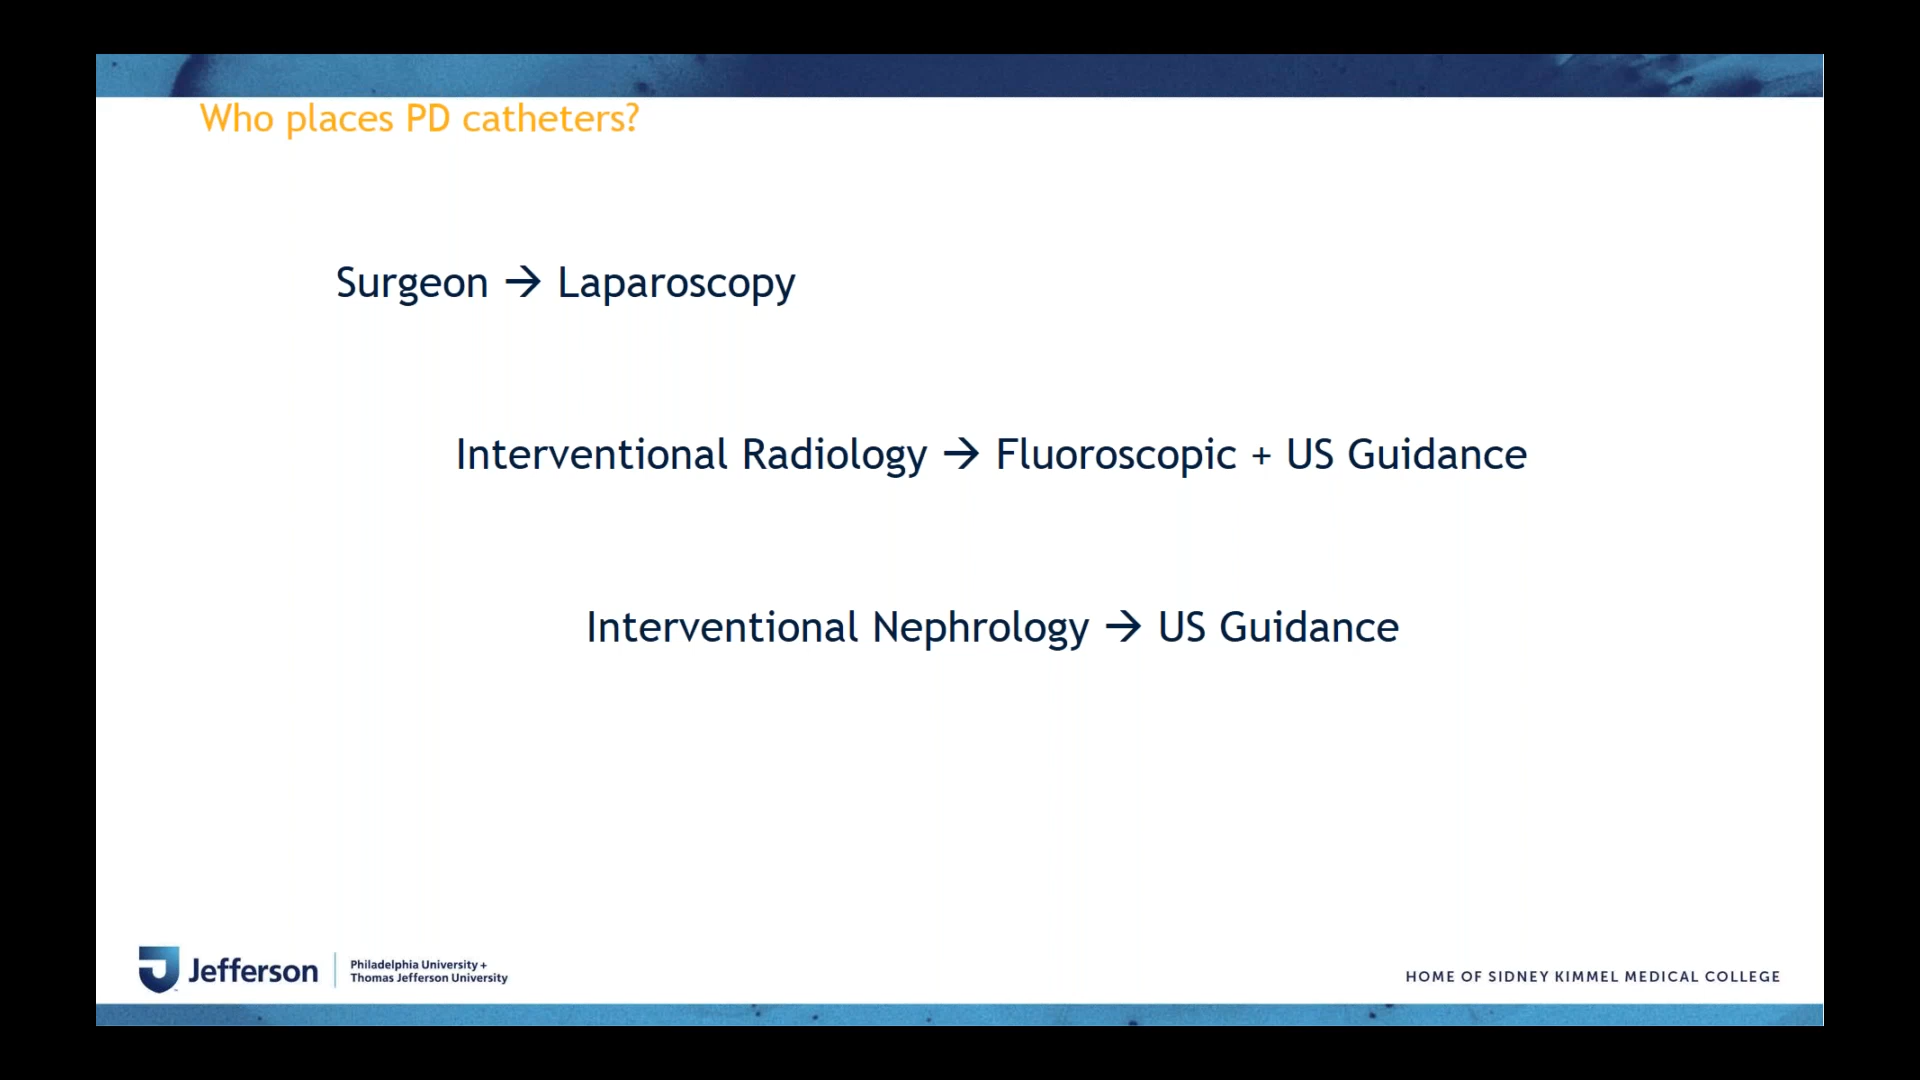 Who places PD catheters?
Surgeon → Laparoscopy
Interventional Radiology → Fluoroscopic + US Guidance
Interventional Nephrology → US Guidance
Jefferson
Philadelphia University +
Thomas Jefferson University
HOME OF SIDNEY KIMMEL MEDICAL COLLEGE